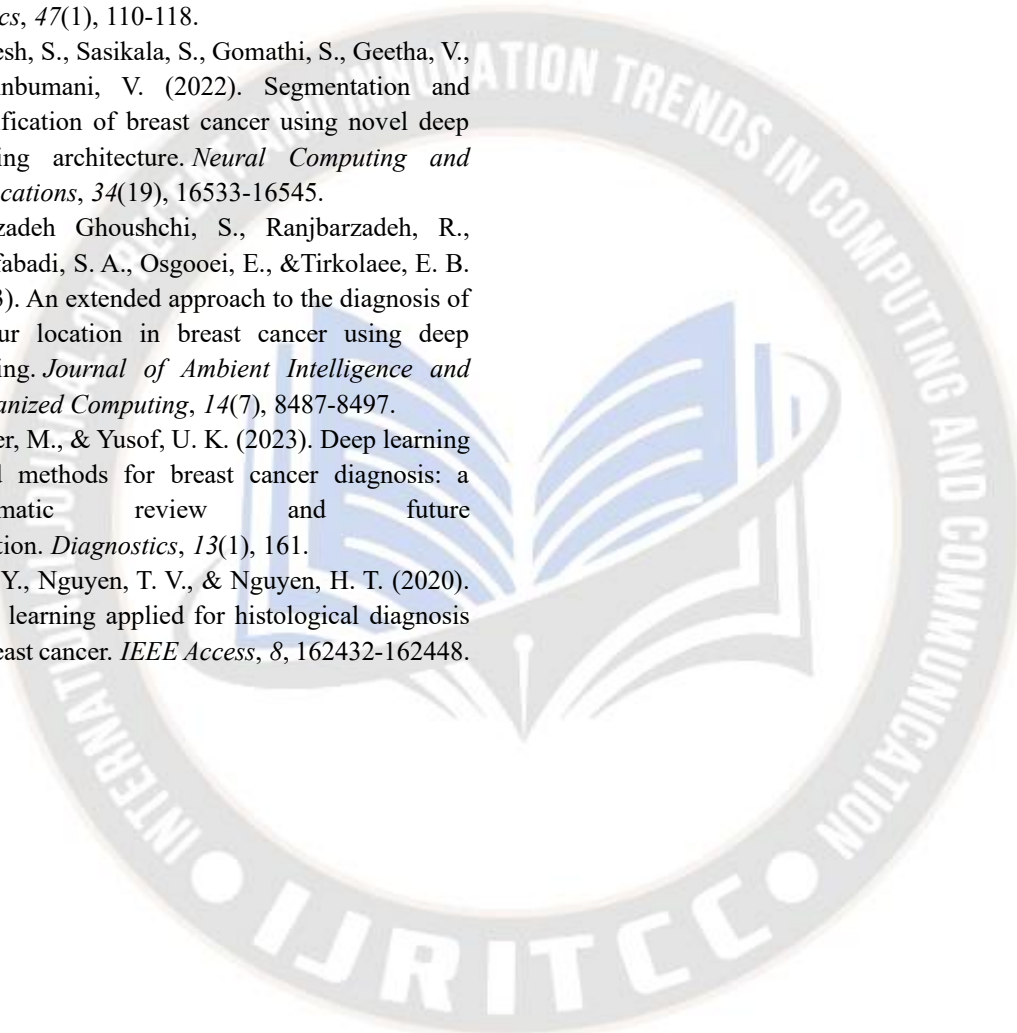 cs, 47(1), 110-118.
esh, S., Sasikala, S., Gomathi, S., Geetha, V.,
nbumani, V. (2022). Segmentation and
ification of breast cancer using novel deep
ing architecture. Neural Computing and
cations, 34(19), 16533-16545.
zadeh Ghoushchi, S., Ranjbarzadeh, R.,
fabadi, S. A., Osgooei, E., &Tirkolaee, E. B.
3). An extended approach to the diagnosis of
ur location in breast cancer using deep
ing. Journal of Ambient Intelligence and
anized Computing, 14(7), 8487-8497.
er, M., & Yusof, U. K. (2023). Deep learning
d methods for breast cancer diagnosis: a
matic review and future
tion. Diagnostics, 13(1), 161.
Y., Nguyen, T. V., & Nguyen, H. T. (2020).
learning applied for histological diagnosis
east cancer. IEEE Access, 8, 162432-162448.
INTERNATIONAL JOURNAL ON RECENT AND INNOVATION TRENDS IN COMPUTING AND COMMUNICATION
IJRITCC